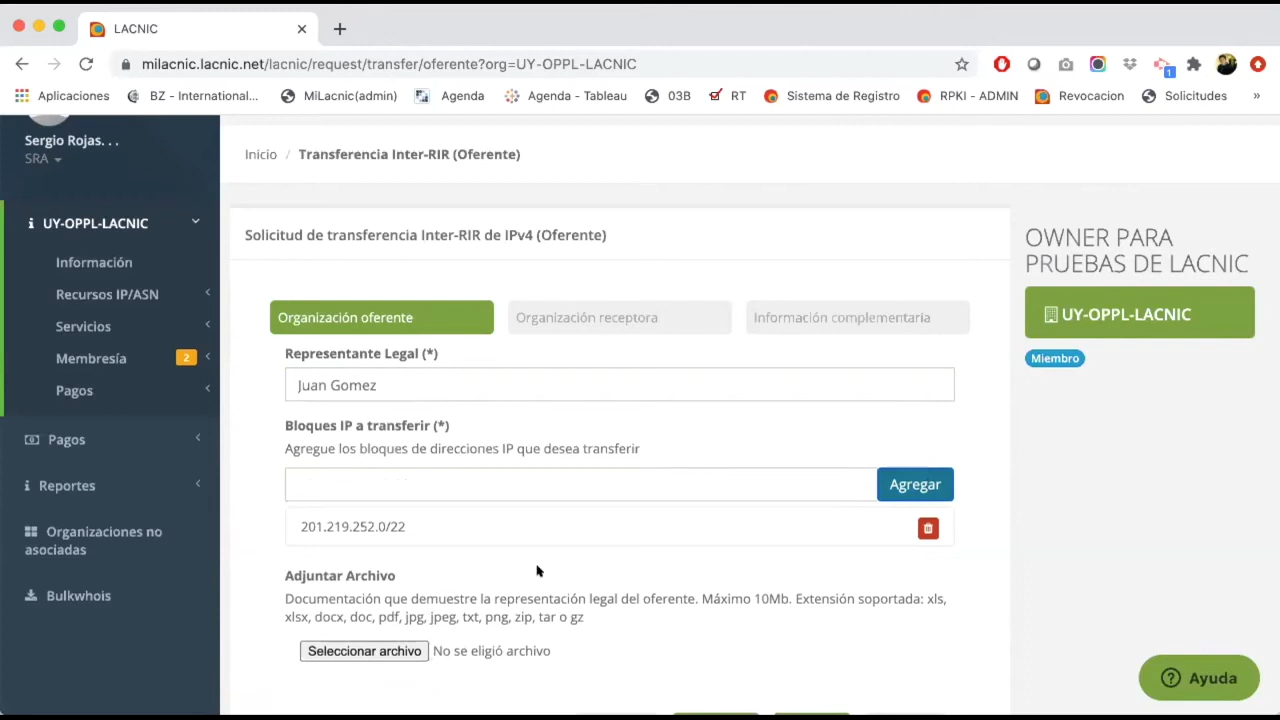 LACNIC
milacnic.lacnic.net/lacnic/request/transfer/oferente?org=UY-OPPL-LACNIC
1
Aplicaciones
BZ - International...
MiLacnic(admin)
Agenda
Agenda - Tableau
03B
RT
Sistema de Registro
RPKI - ADMIN
Revocacion
Solicitudes
»
Sergio Rojas. . .
SRA
UY-OPPL-LACNIC
Información
Recursos IP/ASN
Servicios
Membresía 2
Pagos
Pagos
Reportes
Organizaciones no
asociadas
Bulkwhois
Inicio / Transferencia Inter-RIR (Oferente)
Solicitud de transferencia Inter-RIR de IPv4 (Oferente)
Organización oferente
Organización receptora
Información complementaria
Representante Legal (*)
Juan Gomez
Bloques IP a transferir (*)
Agregue los bloques de direcciones IP que desea transferir
Agregar
201.219.252.0/22
Adjuntar Archivo
Documentación que demuestre la representación legal del oferente. Máximo 10Mb. Extensión soportada: xls,
xlsx, docx, doc, pdf, jpg, jpeg, txt, png, zip, tar o gz
Seleccionar archivo No se eligió archivo
OWNER PARA
PRUEBAS DE LACNIC
UY-OPPL-LACNIC
Miembro
Ayuda